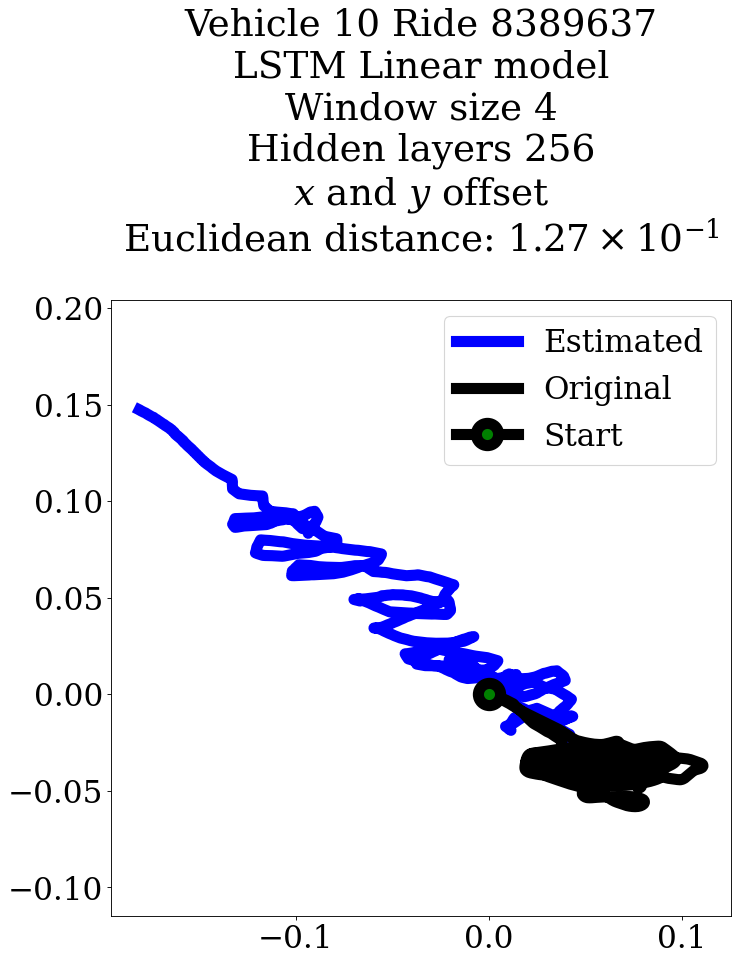 Vehicle 10 Ride 8389637
LSTM Linear model
Window size 4
Hidden layers 256
x and y offset
Euclidean distance: 1.27 × 10⁻¹
0.20
0.15
0.10
0.05
0.00
−0.05
−0.10
Estimated
Original
Start
−0.1
0.0
0.1